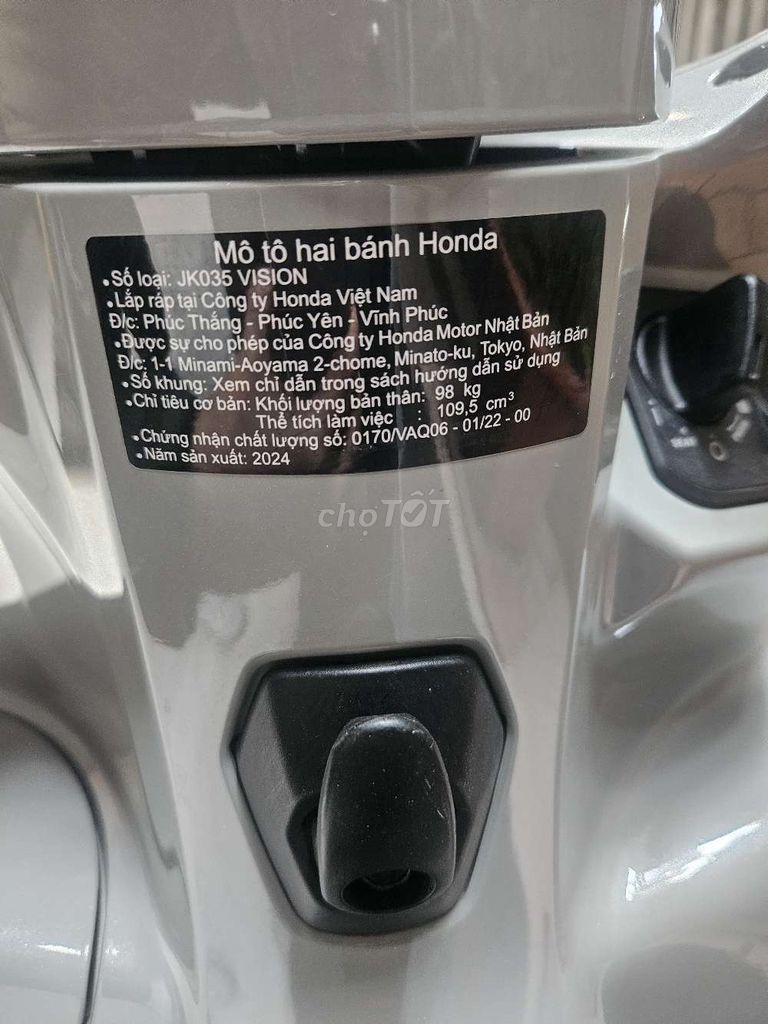 Mô tô hai bánh Honda
•Số loại: JK035 VISION
•Lắp ráp tại Công ty Honda Việt Nam
Đ/c: Phúc Thắng - Phúc Yên - Vĩnh Phúc
•Được sự cho phép của Công ty Honda Motor Nhật Bản
Đ/c: 1-1 Minami-Aoyama 2-chome, Minato-ku, Tokyo, Nhật Bản
•Số khung: Xem chỉ dẫn trong sách hướng dẫn sử dụng
•Chỉ tiêu cơ bản: Khối lượng bản thân: 98 kg
Thể tích làm việc : 109,5 cm³
•Chứng nhận chất lượng số: 0170/VAQ06 - 01/22 - 00
•Năm sản xuất: 2024
chợTỐT
SEAT